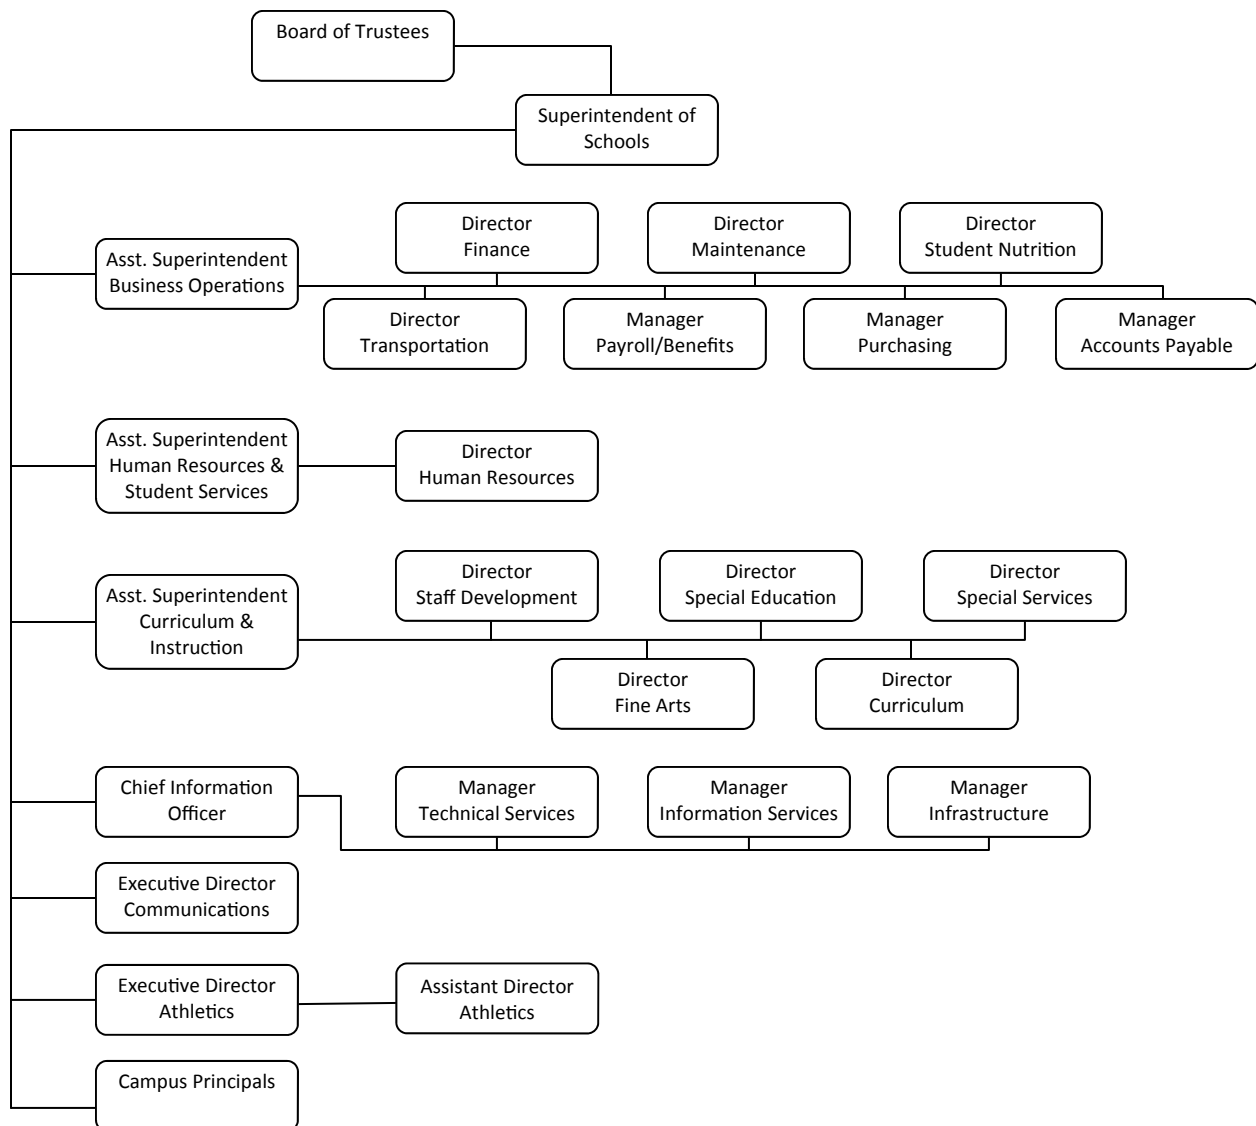 Board of Trustees
Superintendent of
Schools
Director
Finance
Director
Maintenance
Director
Student Nutrition
Asst. Superintendent
Business Operations
Director
Transportation
Manager
Payroll/Benefits
Manager
Purchasing
Manager
Accounts Payable
Asst. Superintendent
Human Resources &
Student Services
Director
Human Resources
Director
Staff Development
Director
Special Education
Director
Special Services
Asst. Superintendent
Curriculum &
Instruction
Director
Fine Arts
Director
Curriculum
Chief Information
Officer
Manager
Technical Services
Manager
Information Services
Manager
Infrastructure
Executive Director
Communications
Executive Director
Athletics
Assistant Director
Athletics
Campus Principals